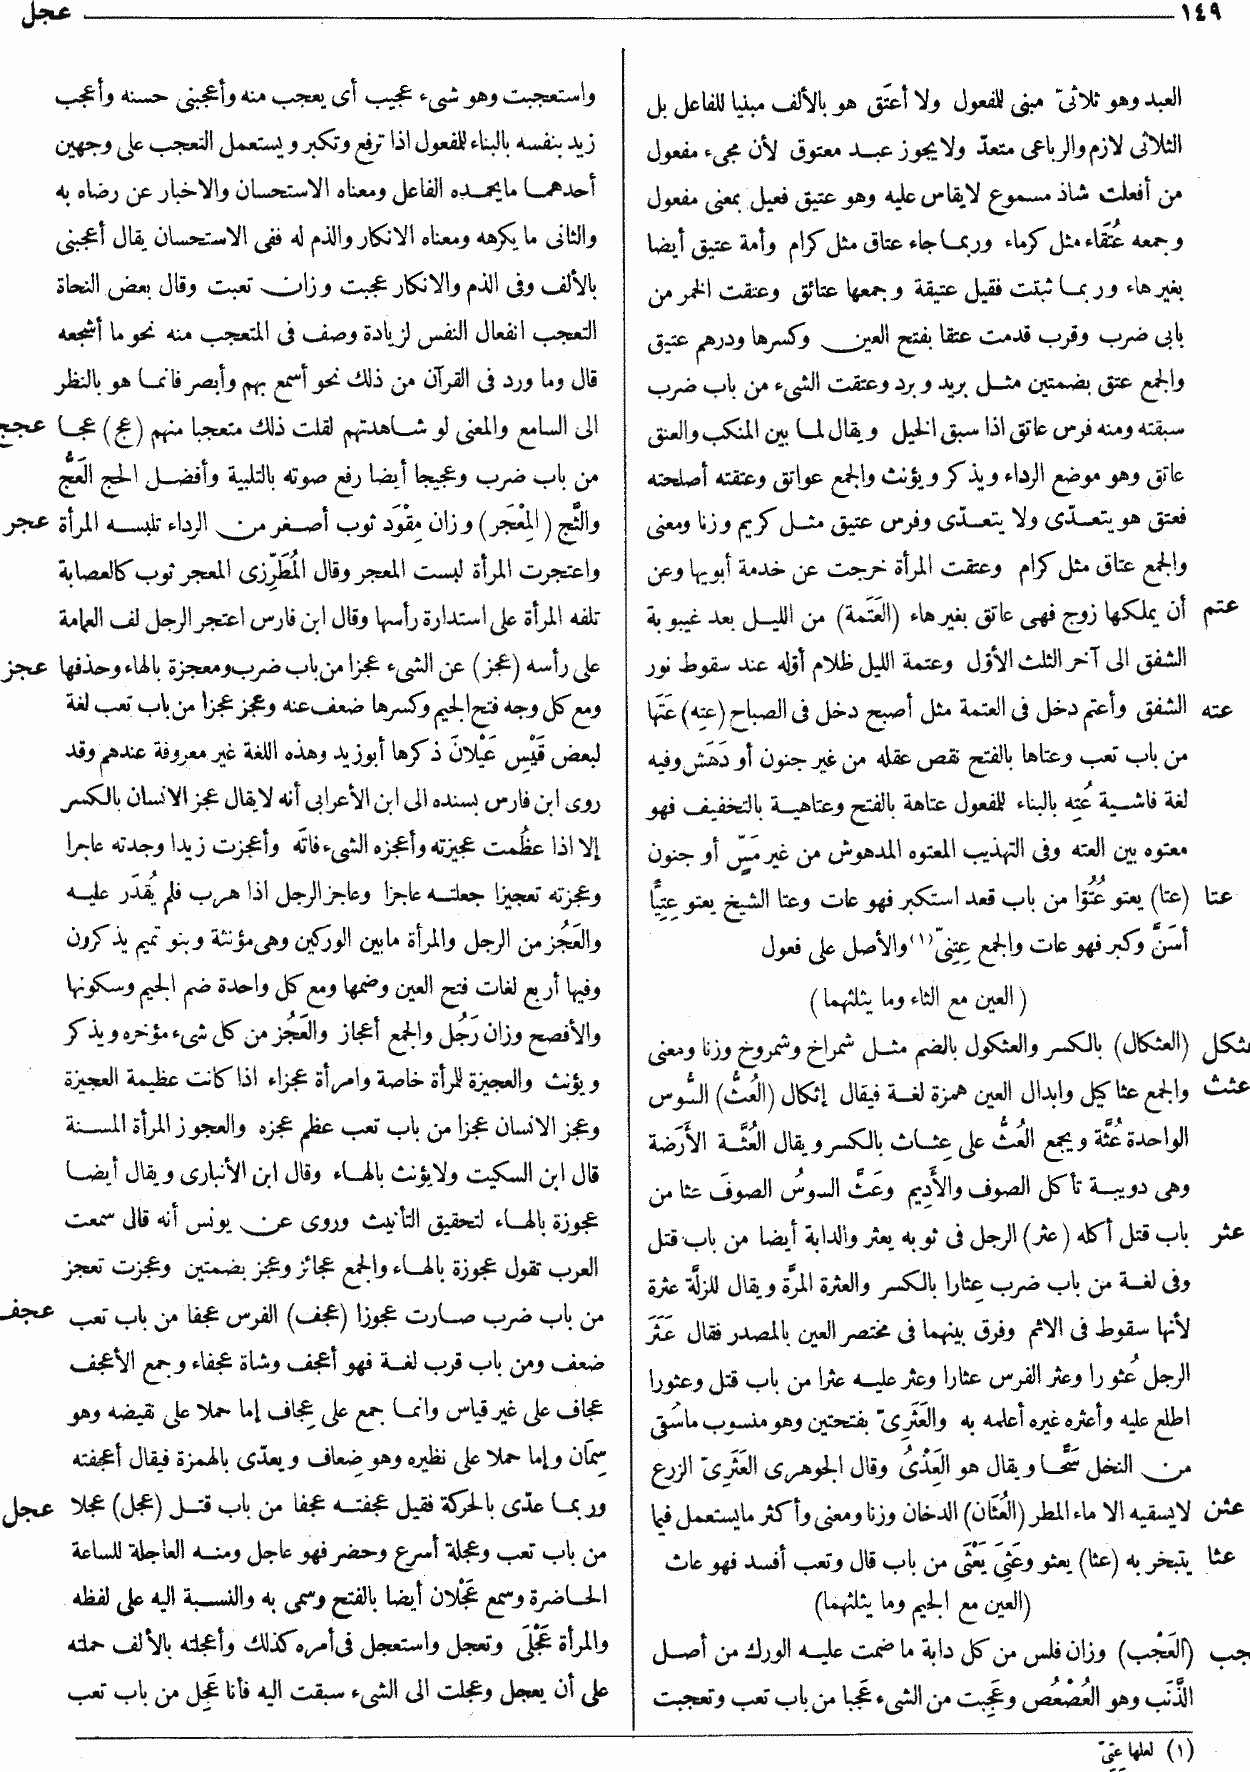 ١٤٩
عجل
العبد وهو ثلاثىّ مبنى للمفعول ولا أعتَق هو بالألف مبنيا للفاعل بل
الثلاثى لازم والرباعى متعدّ ولا يجوز عبد معتوق لأن مجىء مفعول
من أفعلت شاذ مسموع لايقاس عليه وهو عتيق فعيل بمعنى مفعول
وجمعه عُتَقاء مثل كرماء وربما جاء عتاق مثل كرام وأمة عتيق أيضا
بغير هاء وربما ثبتت فقيل عتيقة وجمعها عتائق وعتقت الخمر من
بابى ضرب وقرب قدمت عتقا بفتح العين وكسرها ودرهم عتيق
والجمع عتق بضمتين مثل بريد وبرد وعتقت الشىء من باب ضرب
سبقته ومنه فرس عاتق اذا سبق الخيل ويقال لما بين المنكب والعنق
عاتق وهو موضع الرداء ويذكر ويؤنث والجمع عواتق وعتقته أصلحته
فعتق هو يتعدّى ولا يتعدّى وفرس عتيق مثل كريم وزنا ومعنى
والجمع عتاق مثل كرام وعتقت المرأة خرجت عن خدمة أبويها وعن
عتم أن يملكها زوج فهى عاتق بغير هاء (العَتَمة) من الليل بعد غيبوبة
الشفق الى آخر الثلث الأوّل وعتمة الليل ظلام أوّله عند سقوط نور
عته الشفق وأعتم دخل فى العتمة مثل أصبح دخل فى الصباح (عته) عَتَها
من باب تعب وعتاها بالفتح نقص عقله من غير جنون أو دَهَش وفيه
لغة فاشية عُتِه بالبناء للمفعول عتاهة بالفتح وعتاهية بالتخفيف فهو
معتوه بين العته وفى التهذيب المعتوه المدهوش من غير مَسّ أو جنون
عتا (عتا) يعتو عُتُوّا من باب قعد استكبر فهو عات وعتا الشيخ يعتو عِتِيًّا
أسَنَّ وكبر فهو عات والجمع عِتِنىّ(١) والأصل على فعول
(العين مع الثاء وما يثلثهما)
عثكل (العثكال) بالكسر والعثكول بالضم مثل شمراخ وشمروخ وزنا ومعنى
عثث والجمع عثاكيل وابدال العين همزة لغة فيقال إثكال (العُثُّ) السُّوس
الواحدة عُثَّة ويجمع العُثُّ على عِثاث بالكسر ويقال العُثَّة الأَرَضة
وهى دويبة تأكل الصوف والأَدِيم وعَثَّ السوسُ الصوفَ عثا من
عثر باب قتل أكله (عثر) الرجل فى ثوبه يعثر والدابة أيضا من باب قتل
وفى لغة من باب ضرب عِثارا بالكسر والعثرة المرَّة ويقال للزلَّة عثرة
لأنها سقوط فى الاثم وفرق بينهما فى مختصر العين بالمصدر فقال عَثَرَ
الرجل عُثورا وعثر الفرس عثارا وعثر عليه عثرا من باب قتل وعثورا
اطلع عليه وأعثره غيره أعلمه به والعَثَرىّ بفتحتين وهو منسوب ماسُقى
من النخل سَحًّا ويقال هو العِذْىُ وقال الجوهرى العَثَرىّ الزرع
عثن لايسقيه الا ماء المطر (العُثَان) الدخان وزنا ومعنى وأكثر مايستعمل فيما
عثا يتبخر به (عثا) يعثو وعَثِىَ يَعْثَى من باب قال وتعب أفسد فهو عاث
(العين مع الجيم وما يثلثهما)
جب (العَجْب) وزان فلس من كل دابة ما ضمت عليه الورك من أصل
الذَّنَب وهو العُصْعُص وعَجِبت من الشىء عَجَبا من باب تعب وتعجبت
واستعجبت وهو شىء عجيب أى يعجب منه وأعجبنى حسنه وأعجب
زيد بنفسه بالبناء للمفعول اذا ترفع وتكبر ويستعمل التعجب على وجهين
أحدهما مايحمده الفاعل ومعناه الاستحسان والاخبار عن رضاه به
والثانى ما يكرهه ومعناه الانكار والذم له ففى الاستحسان يقال أعجبنى
بالألف وفى الذم والانكار عجبت وزان تعبت وقال بعض النحاة
التعجب انفعال النفس لزيادة وصف فى المتعجب منه نحو ما أشجعه
قال وما ورد فى القرآن من ذلك نحو أسمع بهم وأبصر فانما هو بالنظر
الى السامع والمعنى لو شاهدتهم لقلت ذلك متعجبا منهم (عج) عجا عجج
من باب ضرب وعجيجا أيضا رفع صوته بالتلبية وأفضل الحج العَجُّ
والثَّج (المِعْجَر) وزان مِقْوَد ثوب أصغر من الرداء تلبسه المرأة عجر
واعتجرت المرأة لبست المعجر وقال المُطَرِّزى المعجر ثوب كالعصابة
تلفه المرأة على استدارة رأسها وقال ابن فارس اعتجر الرجل لف العمامة
على رأسه (عجز) عن الشىء عجزا من باب ضرب ومعجزة بالهاء وحذفها عجز
ومع كل وجه فتح الجيم وكسرها ضعف عنه وعجز عجزا من باب تعب لغة
لبعض قَيْسِ عَيْلانَ ذكرها أبو زيد وهذه اللغة غير معروفة عندهم وقد
روى ابن فارس بسنده الى ابن الأعرابى أنه لايقال عجز الانسان بالكسر
إلا اذا عظُمت عجيزته وأعجزه الشىء فاتَه وأعجزت زيدا وجدته عاجزا
وعجزته تعجيزا جعلته عاجزا وعاجز الرجل اذا هرب فلم يُقدَر عليه
والعَجُز من الرجل والمرأة مابين الوركين وهى مؤنثة وبنو تميم يذكرون
وفيها أربع لغات فتح العين وضمها ومع كل واحدة ضم الجيم وسكونها
والأفصح وزان رَجُل والجمع أعجاز والعَجُز من كل شىء مؤخره ويذكر
ويؤنث والعجيزة للمرأة خاصة وامرأة عجزاء اذا كانت عظيمة العجيزة
وعجز الانسان عجزا من باب تعب عظم عجزه والعجوز المرأة المسنة
قال ابن السكيت ولايؤنث بالهاء وقال ابن الأنبارى ويقال أيضا
عجوزة بالهاء لتحقيق التأنيث وروى عن يونس أنه قال سمعت
العرب تقول عجوزة بالهاء والجمع عجائز وعجز بضمتين وعجزت تعجز
من باب ضرب صارت عجوزا (عجف) الفرس عجفا من باب تعب عجف
ضعف ومن باب قرب لغة فهو أعجف وشاة عجفاء وجمع الأعجف
عجاف على غير قياس وانما جمع على عِجاف إما حملا على نقيضه وهو
سِمَان وإما حملا على نظيره وهو ضِعاف ويعدّى بالهمزة فيقال أعجفته
وربما عدّى بالحركة فقيل عجفته عجفا من باب قتل (عجل) عجلا عجل
من باب تعب وعجلة أسرع وحضر فهو عاجل ومنه العاجلة للساعة
الحاضرة وسمع عَجْلان أيضا بالفتح وسمى به والنسبة اليه على لفظه
والمرأة عَجْلَى وتعجل واستعجل فى أمره كذلك وأعجلته بالألف حملته
على أن يعجل وعجلت الى الشىء سبقت اليه فأنا عَجِل من باب تعب
(١) لعلها عِتِىّ